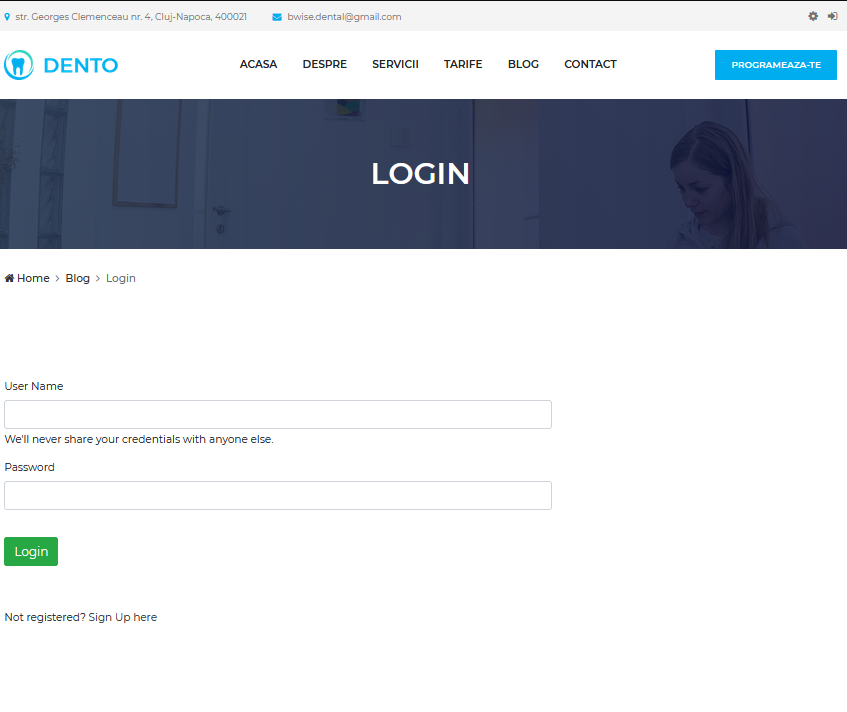 str. Georges Clemenceau nr. 4, Cluj-Napoca, 400021 bwise.dental@gmail.com
DENTO ACASA DESPRE SERVICII TARIFE BLOG CONTACT PROGRAMEAZA-TE
LOGIN
Home > Blog > Login
User Name
We'll never share your credentials with anyone else.
Password
Login
Not registered? Sign Up here